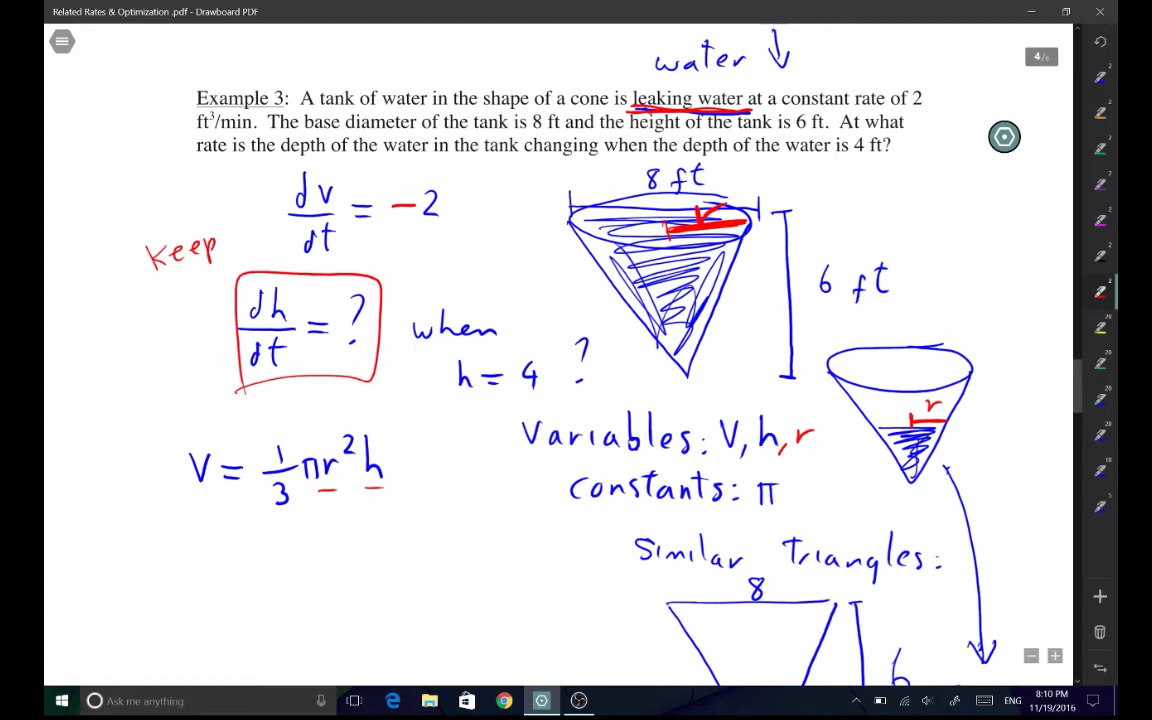 Related Rates & Optimization .pdf - Drawboard PDF
4/6
water
Example 3: A tank of water in the shape of a cone is leaking water at a constant rate of 2
ft³/min. The base diameter of the tank is 8 ft and the height of the tank is 6 ft. At what
rate is the depth of the water in the tank changing when the depth of the water is 4 ft?
8 ft
dv/dt = -2
r
Keep
6 ft
dh/dt = ?
when
h = 4 ?
r
Variables: V, h, r
V = 1/3 πr²h
constants: π
Similar Triangles:
8
6
Ask me anything
ENG
8:10 PM
11/19/2016